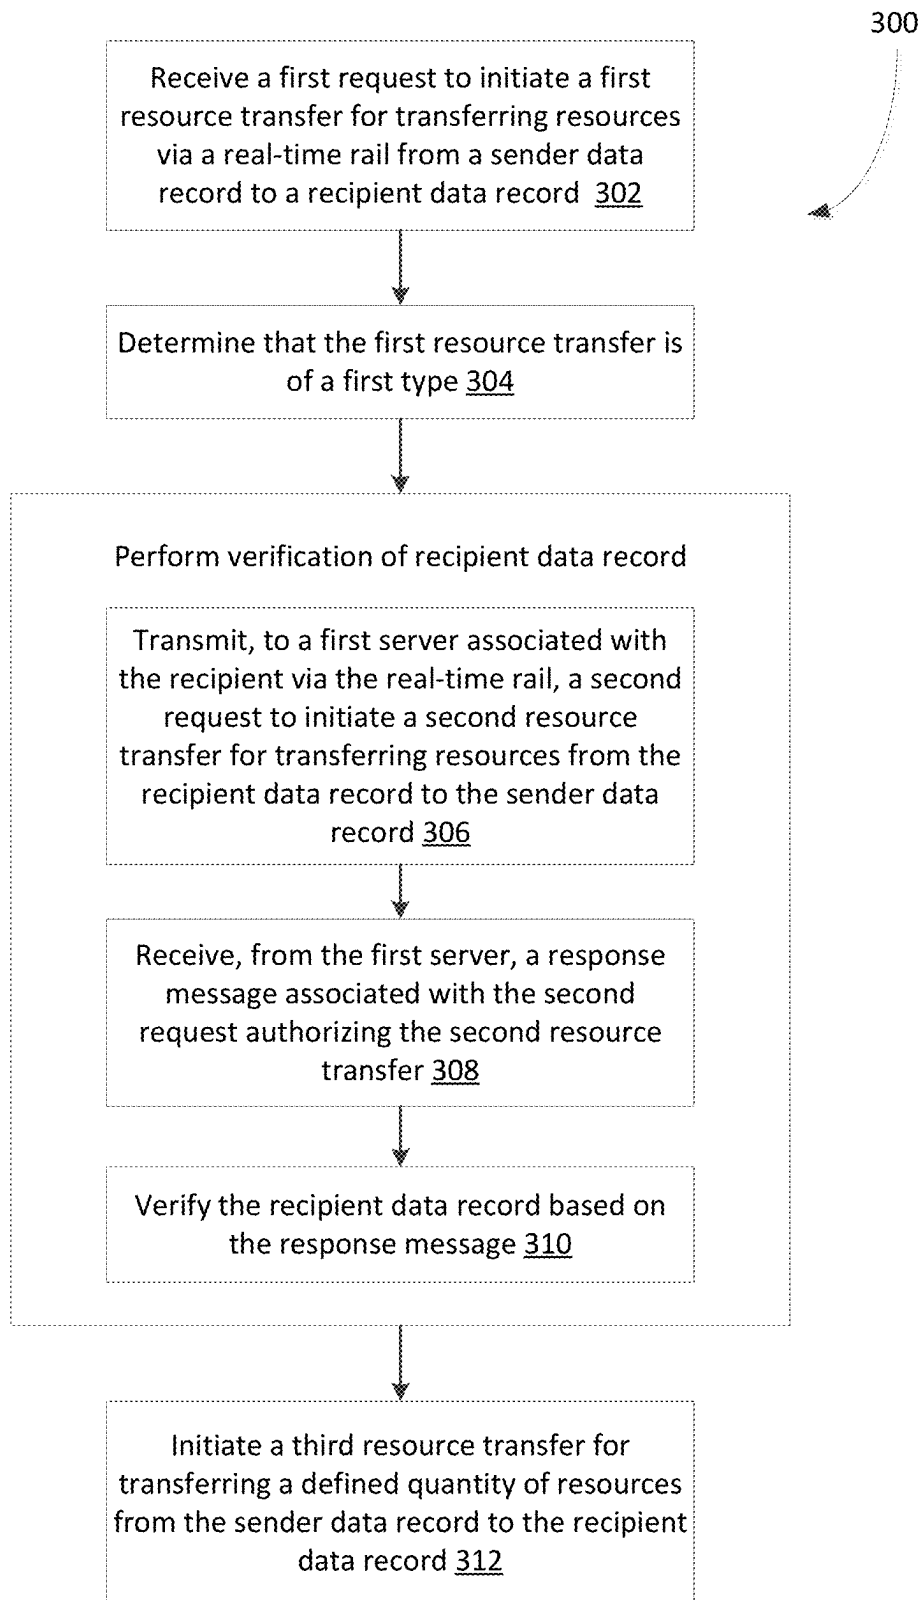 300
Receive a first request to initiate a first
resource transfer for transferring resources
via a real-time rail from a sender data
record to a recipient data record 302
Determine that the first resource transfer is
of a first type 304
Perform verification of recipient data record
Transmit, to a first server associated with
the recipient via the real-time rail, a second
request to initiate a second resource
transfer for transferring resources from the
recipient data record to the sender data
record 306
Receive, from the first server, a response
message associated with the second
request authorizing the second resource
transfer 308
Verify the recipient data record based on
the response message 310
Initiate a third resource transfer for
transferring a defined quantity of resources
from the sender data record to the recipient
data record 312